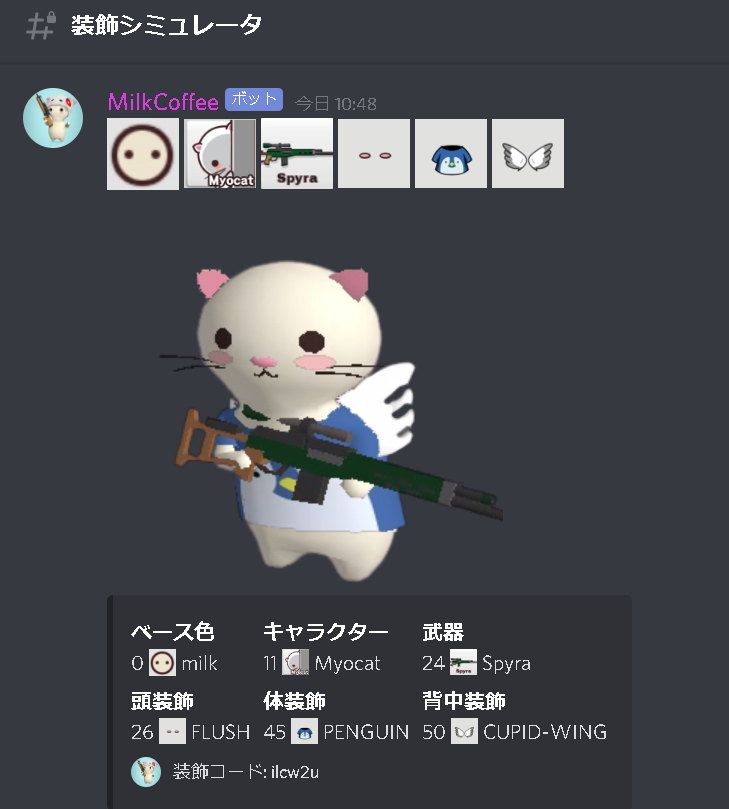 装飾シミュレータ
MilkCoffee ボット 今日 10:48
Myocat Spyra
ベース色 キャラクター 武器
0 milk 11 Myocat 24 Spyra
頭装飾 体装飾 背中装飾
26 FLUSH 45 PENGUIN 50 CUPID-WING
装飾コード: ilcw2u